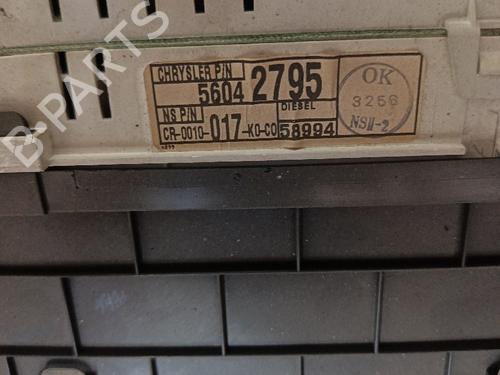 CHRYSLER P/N
5604 2795
NS P/N
DIESEL
CR-0010-017-KO-CO 58994
OK
3256
NSII-2
B-PARTS